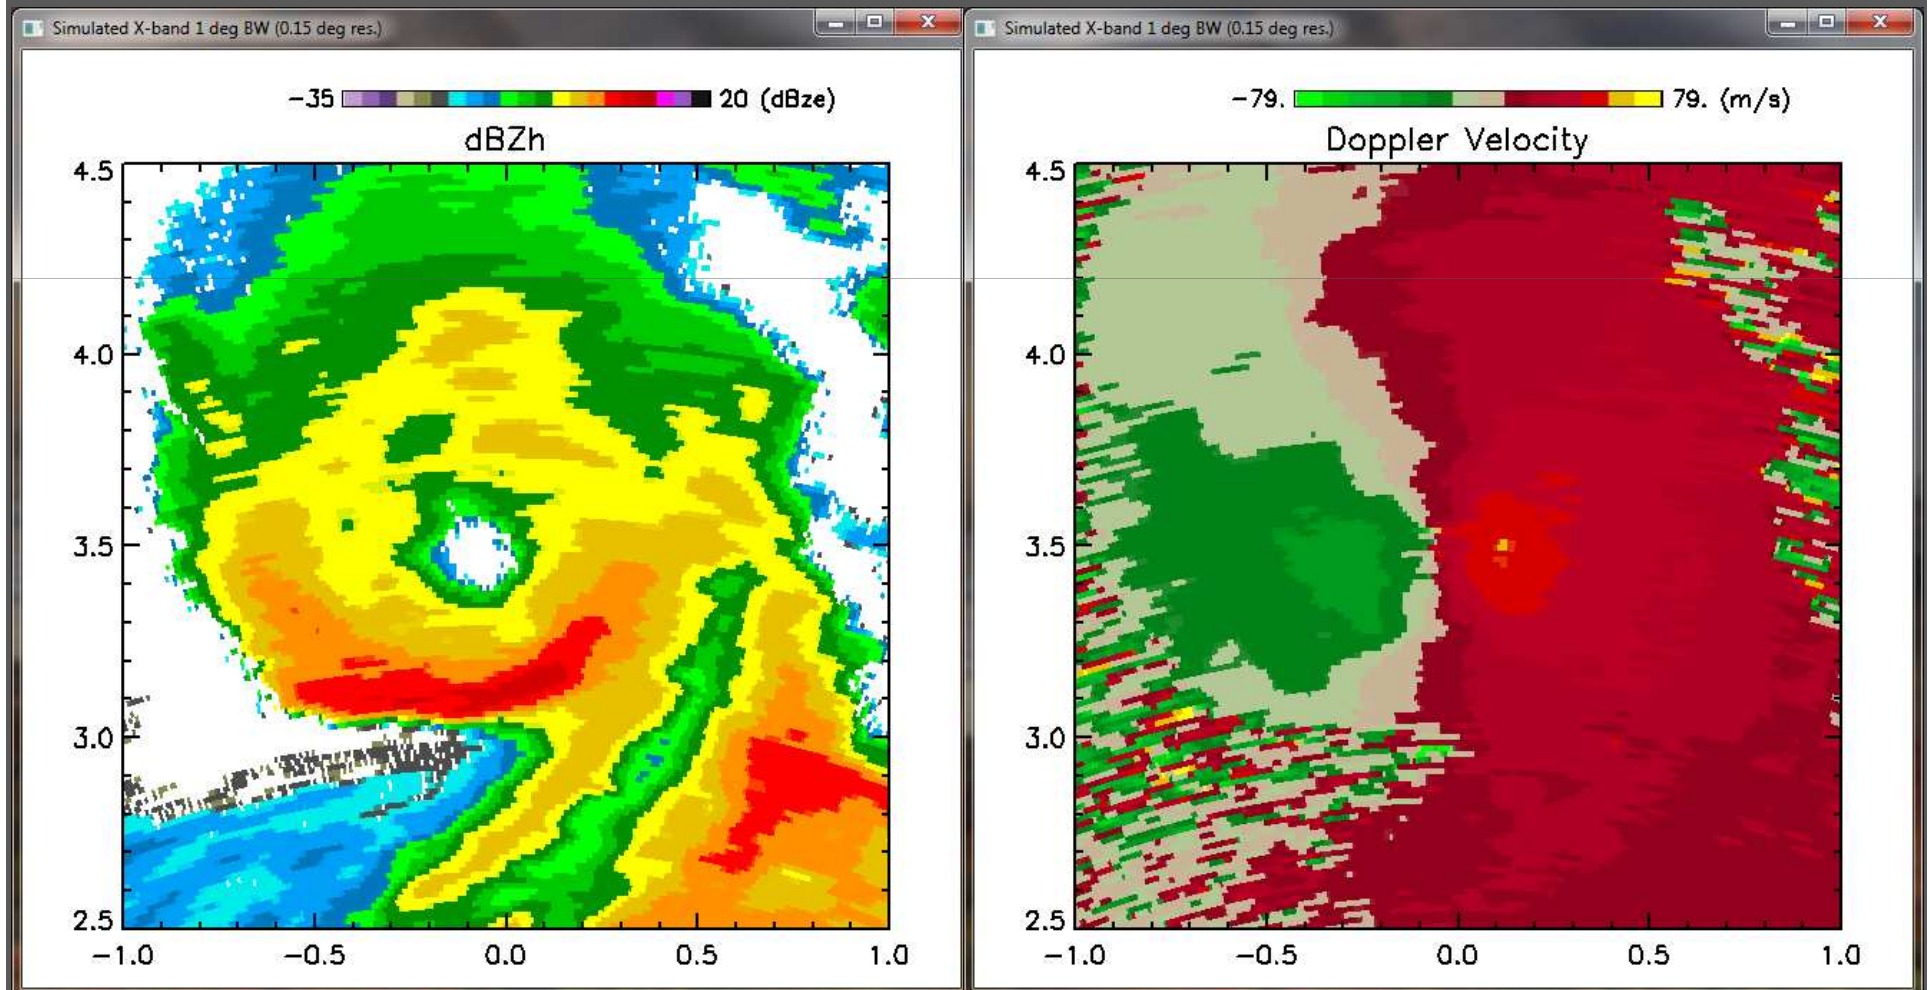 Simulated X-band 1 deg BW (0.15 deg res.)
−35 20 (dBze)
dBZh
4.5
4.0
3.5
3.0
2.5
−1.0 −0.5 0.0 0.5 1.0
Simulated X-band 1 deg BW (0.15 deg res.)
−79. 79. (m/s)
Doppler Velocity
4.5
4.0
3.5
3.0
2.5
−1.0 −0.5 0.0 0.5 1.0